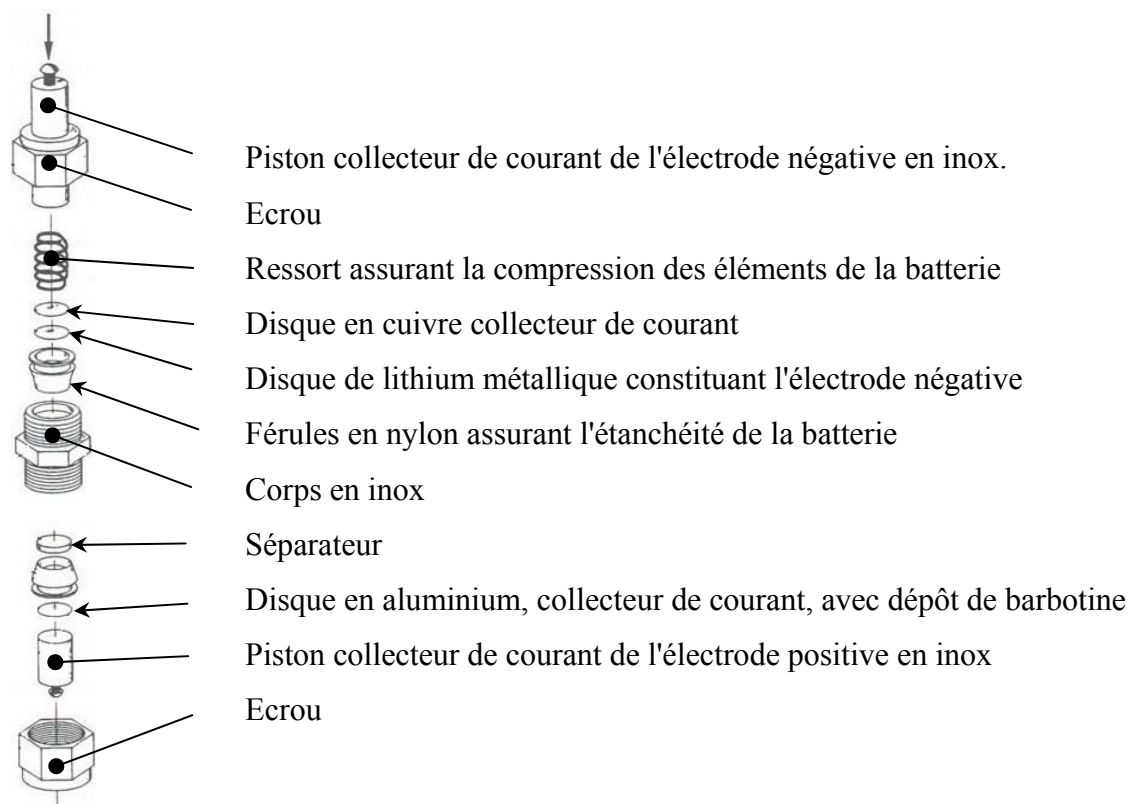 Piston collecteur de courant de l'électrode négative en inox.
Ecrou
Ressort assurant la compression des éléments de la batterie
Disque en cuivre collecteur de courant
Disque de lithium métallique constituant l'électrode négative
Férules en nylon assurant l'étanchéité de la batterie
Corps en inox
Séparateur
Disque en aluminium, collecteur de courant, avec dépôt de barbotine
Piston collecteur de courant de l'électrode positive en inox
Ecrou